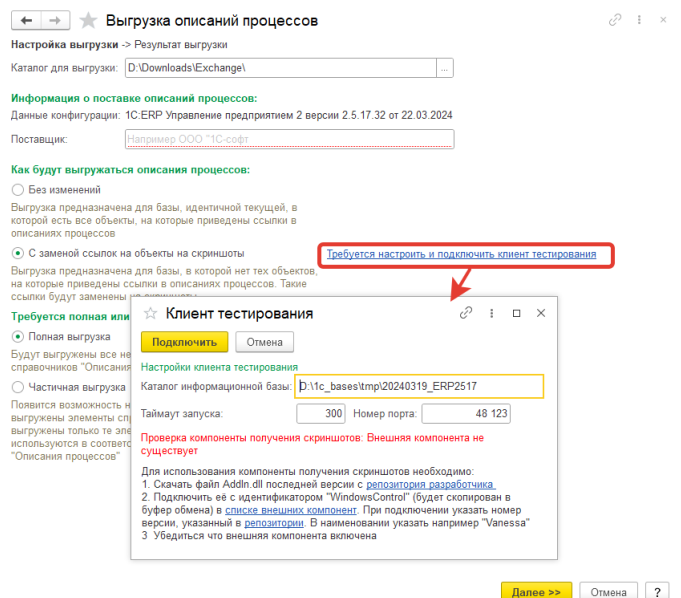 Выгрузка описаний процессов
Настройка выгрузки -> Результат выгрузки
Каталог для выгрузки: D:\Downloads\Exchange\ ...
Информация о поставке описаний процессов:
Данные конфигурации: 1С:ERP Управление предприятием 2 версии 2.5.17.32 от 22.03.2024
Поставщик: Например ООО "1С-софт
Как будут выгружаться описания процессов:
Без изменений
Выгрузка предназначена для базы, идентичной текущей, в
которой есть все объекты, на которые приведены ссылки в
описаниях процессов
С заменой ссылок на объекты на скриншоты
Требуется настроить и подключить клиент тестирования
Выгрузка предназначена для базы, в которой нет тех объектов,
на которые приведены ссылки в описаниях процессов. Такие
ссылки будут заменены на скриншоты
Требуется полная или
Полная выгрузка
Будут выгружены все не
справочников "Описания
Частичная выгрузка
Появится возможность н
выгружены элементы спр
выгружены только те эле
используются в соответс
"Описания процессов"
Клиент тестирования
Подключить Отмена
Настройки клиента тестирования
Каталог информационной базы: D:\1c_bases\tmp\20240319_ERP2517
Таймаут запуска: 300 Номер порта: 48 123
Проверка компоненты получения скриншотов: Внешняя компонента не
существует
Для использования компоненты получения скриншотов необходимо:
1. Скачать файл AddIn.dll последней версии с репозитория разработчика
2. Подключить её с идентификатором "WindowsControl" (будет скопирован в
буфер обмена) в списке внешних компонент. При подключении указать номер
версии, указанный в репозитории. В наименовании указать например "Vanessa"
3 Убедиться что внешняя компонента включена
Далее >> Отмена ?